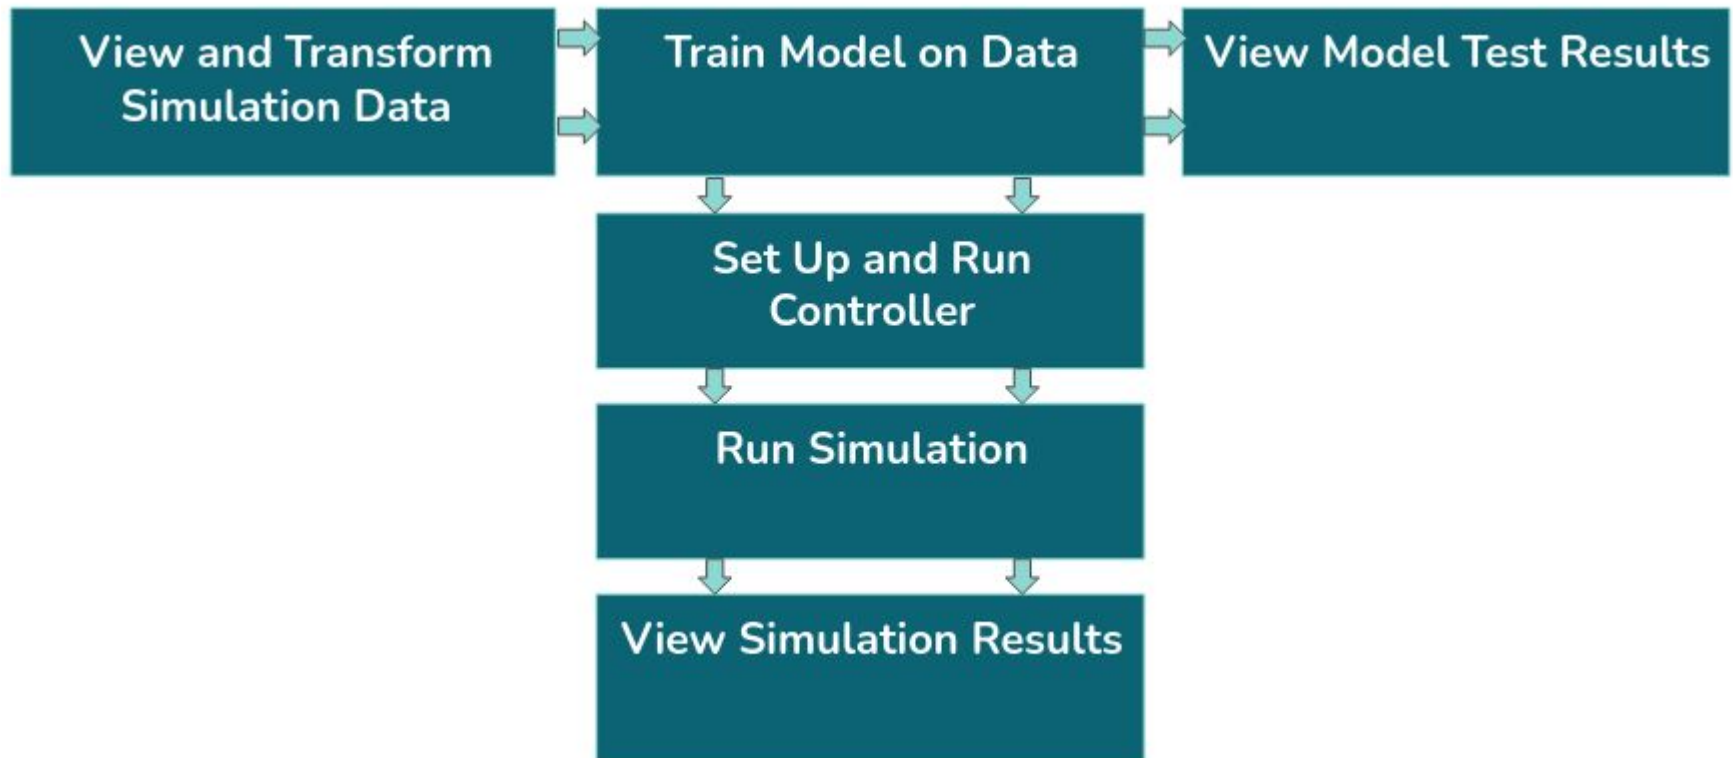 View and Transform
Simulation Data
Train Model on Data
View Model Test Results
Set Up and Run
Controller
Run Simulation
View Simulation Results